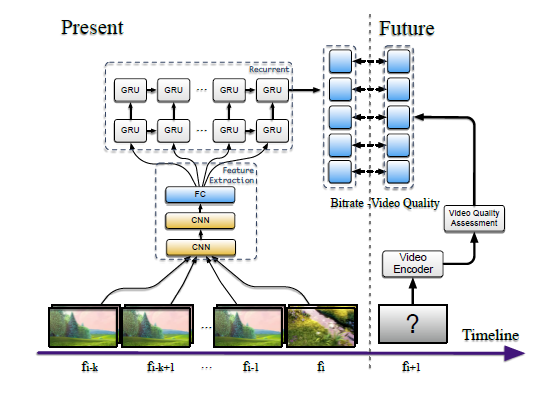 Present
Future
Recurrent
GRU GRU ... GRU GRU
GRU GRU ... GRU GRU
Feature
Extraction
FC
CNN
CNN
Bitrate - Video Quality
Video Quality
Assessment
Video
Encoder
?
...
Timeline
fi-k fi-k+1 ... fi-1 fi fi+1